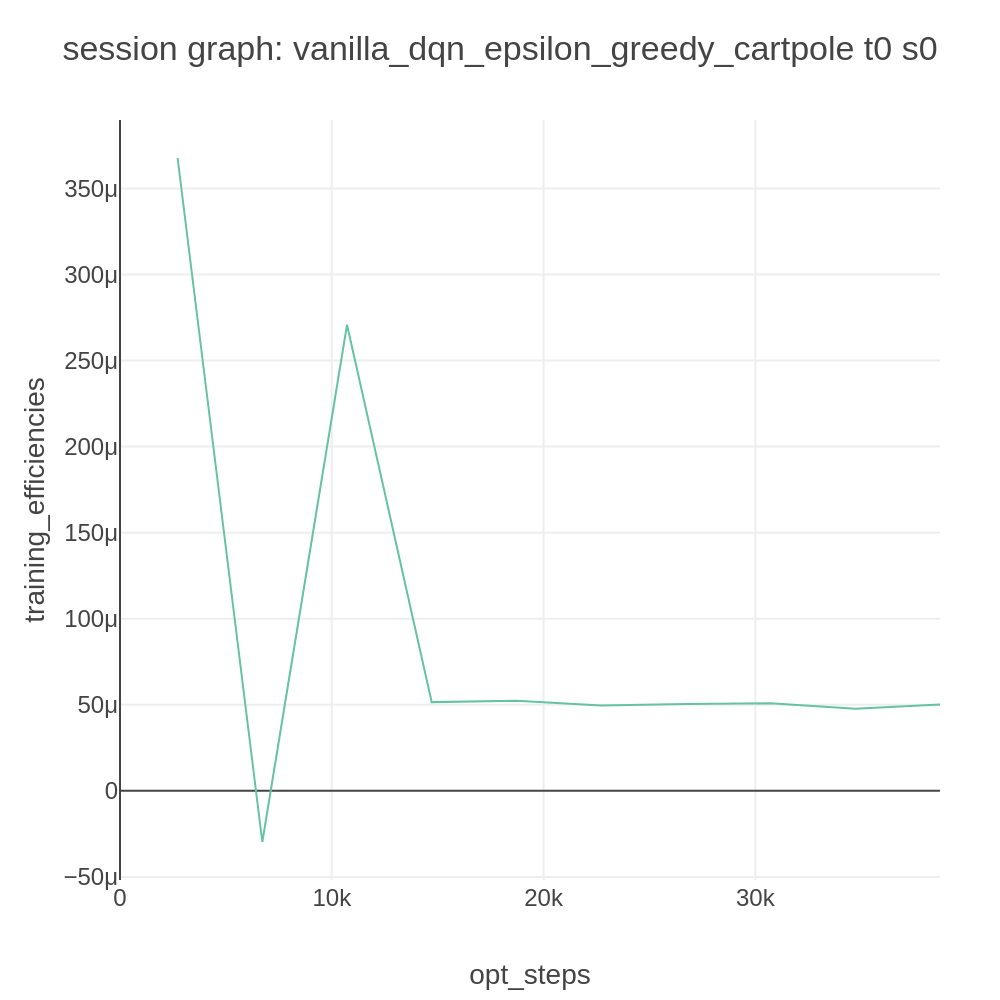 session graph: vanilla_dqn_epsilon_greedy_cartpole t0 s0
training_efficiencies
350μ
300μ
250μ
200μ
150μ
100μ
50μ
0
−50μ
0
10k
20k
30k
opt_steps